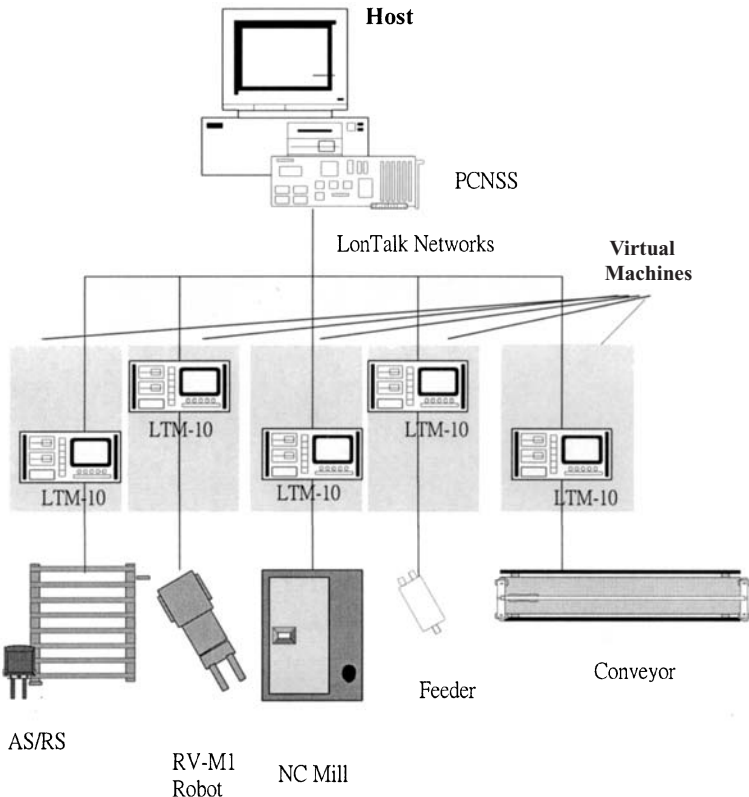 Host
PCNSS
LonTalk Networks
Virtual
Machines
LTM-10
LTM-10
LTM-10
LTM-10
LTM-10
AS/RS
RV-M1
Robot
NC Mill
Feeder
Conveyor